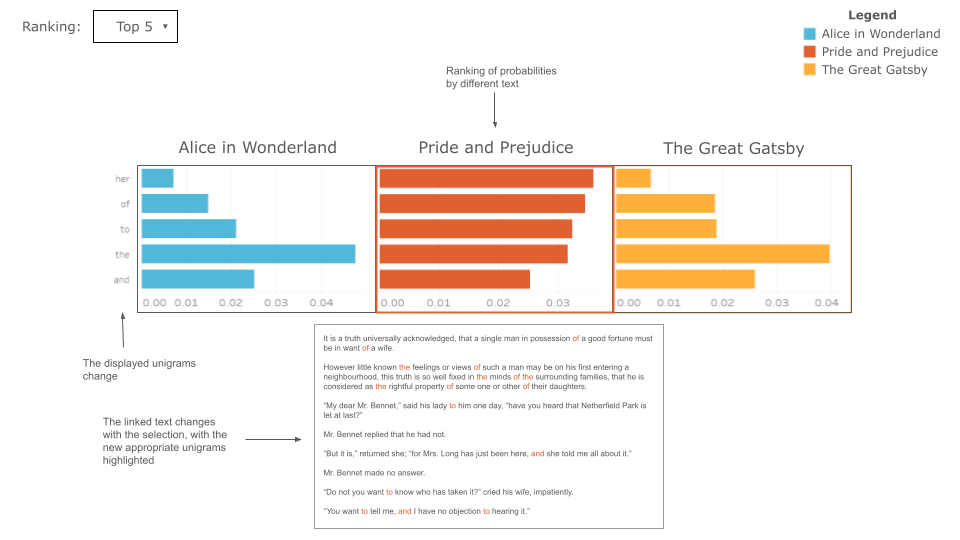 Ranking:
Top 5 ▾
Legend
Alice in Wonderland
Pride and Prejudice
The Great Gatsby
Ranking of probabilities
by different text
Alice in Wonderland
Pride and Prejudice
The Great Gatsby
her
of
to
the
and
0.00 0.01 0.02 0.03 0.04
0.00 0.01 0.02 0.03
0.00 0.01 0.02 0.03 0.04
The displayed unigrams
change
The linked text changes
with the selection, with the
new appropriate unigrams
highlighted
It is a truth universally acknowledged, that a single man in possession of a good fortune must
be in want of a wife.
However little known the feelings or views of such a man may be on his first entering a
neighbourhood, this truth is so well fixed in the minds of the surrounding families, that he is
considered as the rightful property of some one or other of their daughters.
“My dear Mr. Bennet,” said his lady to him one day, “have you heard that Netherfield Park is
let at last?”
Mr. Bennet replied that he had not.
“But it is,” returned she; “for Mrs. Long has just been here, and she told me all about it.”
Mr. Bennet made no answer.
“Do not you want to know who has taken it?” cried his wife, impatiently.
“You want to tell me, and I have no objection to hearing it.”